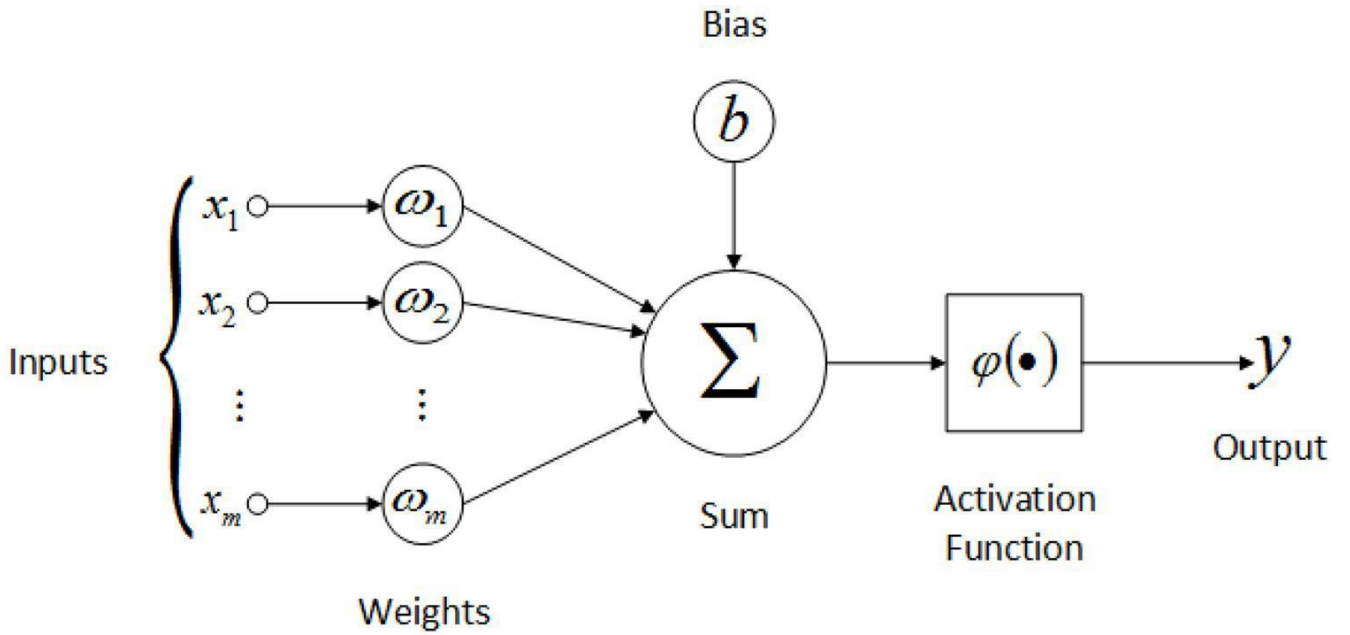 Bias
b
x₁ ω₁
x₂ ω₂
Inputs
⋮ ⋮
Σ
φ(•)
y
Output
xₘ ωₘ
Sum
Activation
Function
Weights